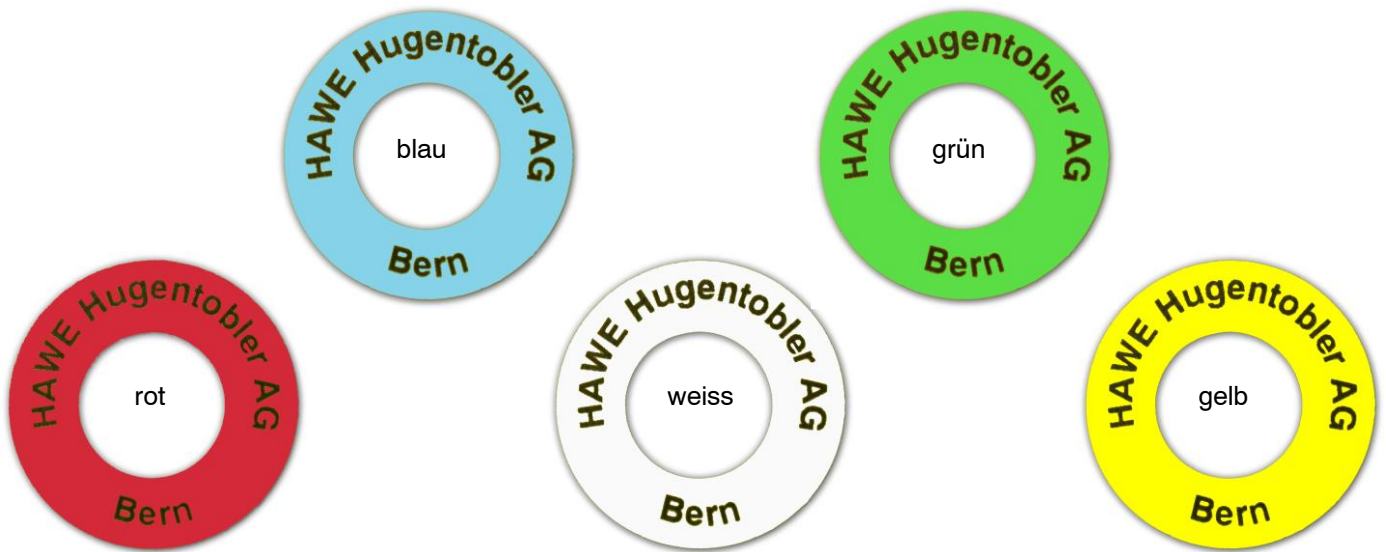 HAWE Hugentobler AG
blau
Bern
HAWE Hugentobler AG
grün
Bern
HAWE Hugentobler AG
rot
Bern
HAWE Hugentobler AG
weiss
Bern
HAWE Hugentobler AG
gelb
Bern